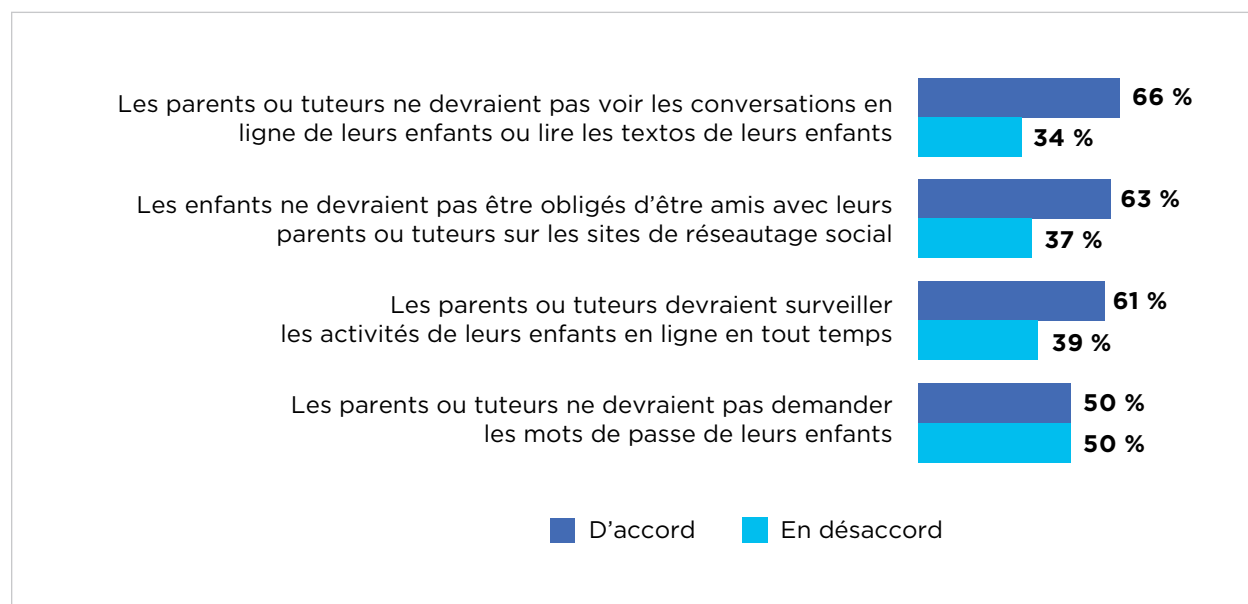 Les parents ou tuteurs ne devraient pas voir les conversations en
ligne de leurs enfants ou lire les textos de leurs enfants
66 %
34 %
Les enfants ne devraient pas être obligés d’être amis avec leurs
parents ou tuteurs sur les sites de réseautage social
63 %
37 %
Les parents ou tuteurs devraient surveiller
les activités de leurs enfants en ligne en tout temps
61 %
39 %
Les parents ou tuteurs ne devraient pas demander
les mots de passe de leurs enfants
50 %
50 %
D’accord
En désaccord